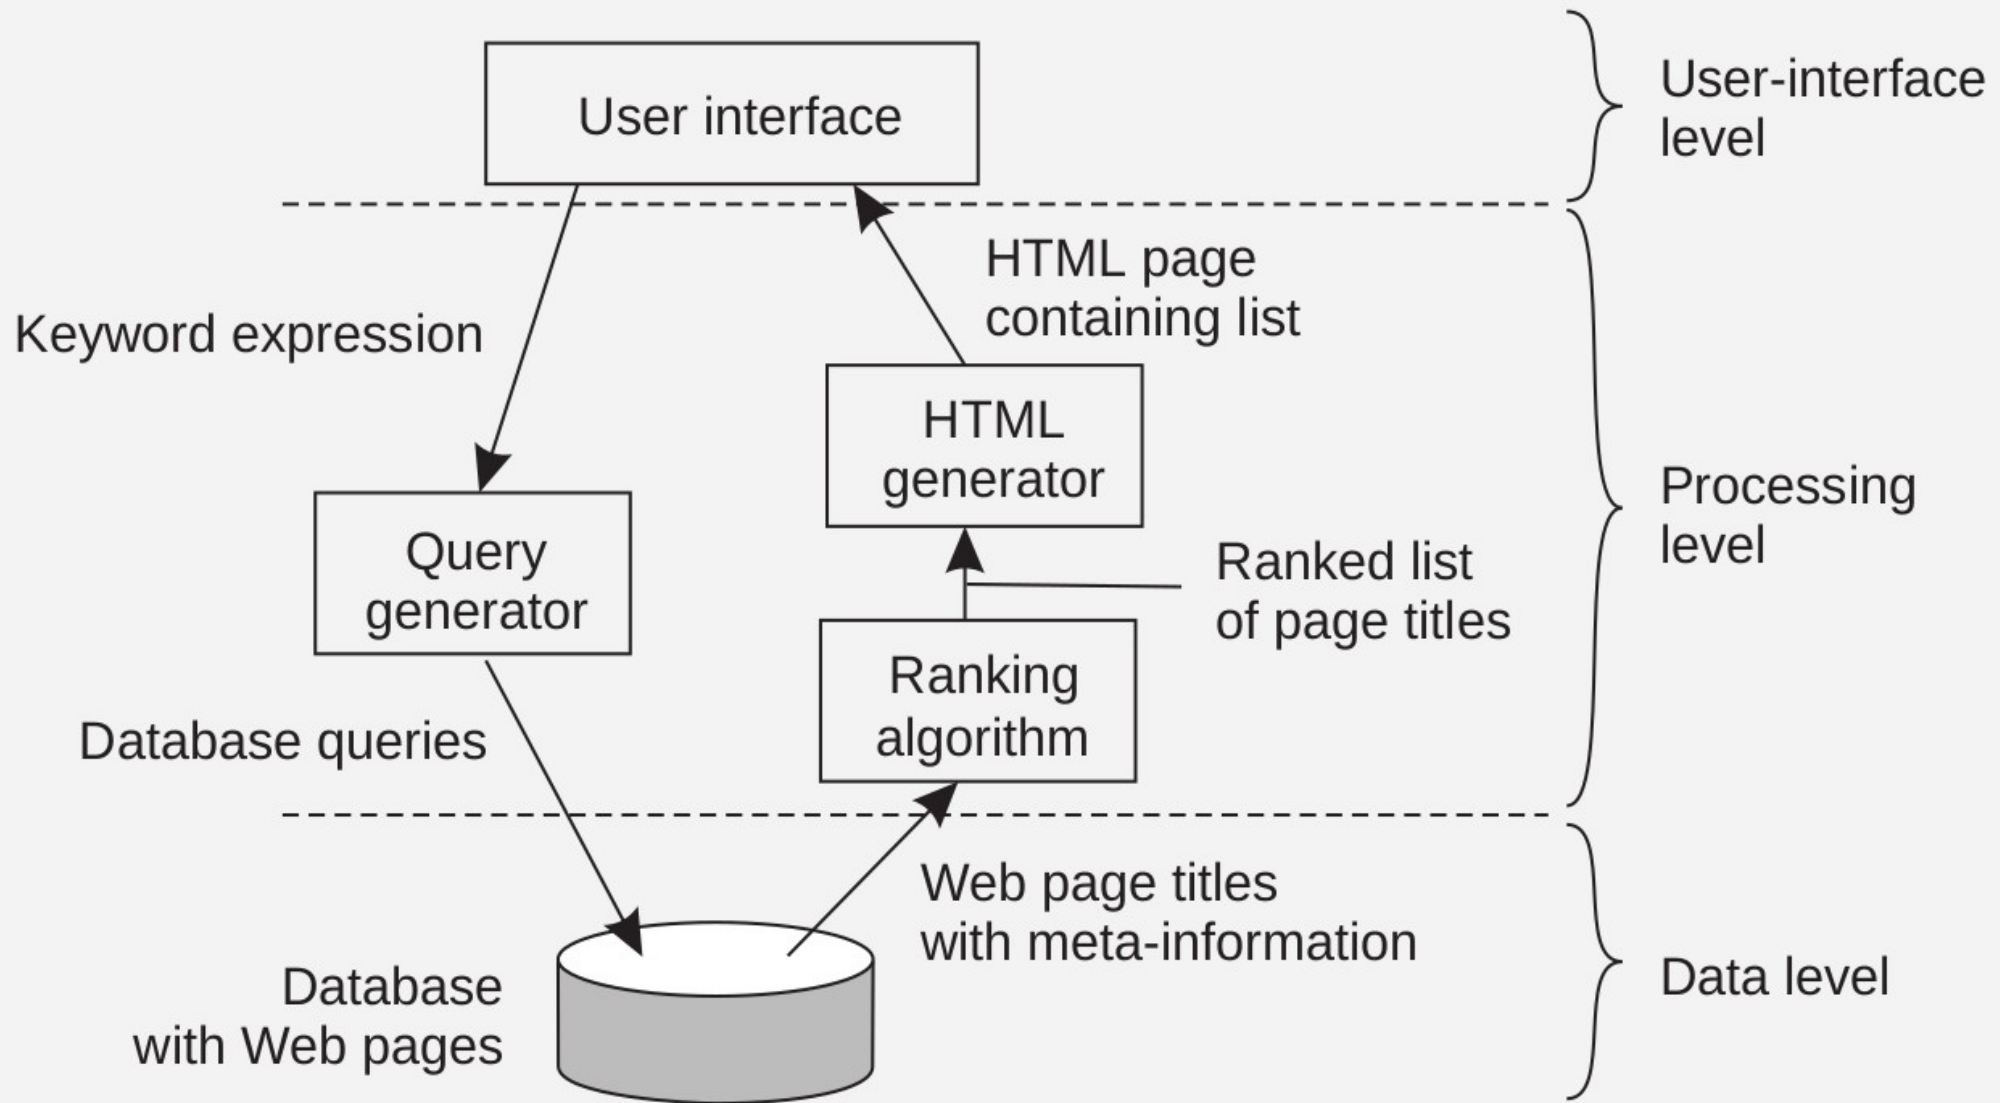 User interface
User-interface
level
HTML page
containing list
Keyword expression
HTML
generator
Processing
level
Query
generator
Ranked list
of page titles
Ranking
algorithm
Database queries
Web page titles
with meta-information
Database
with Web pages
Data level